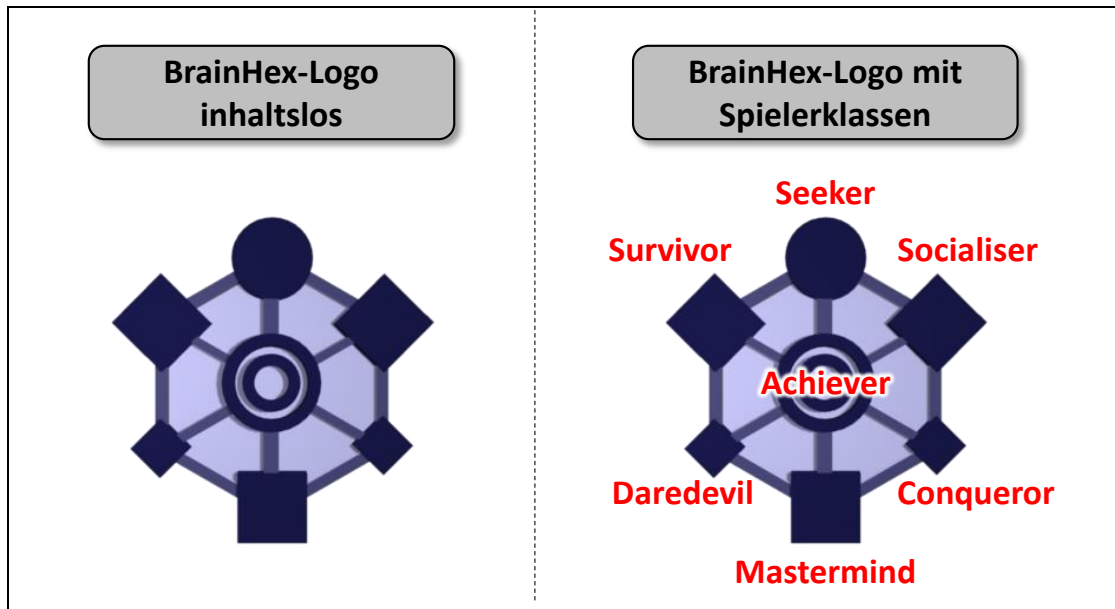 BrainHex-Logo
inhaltslos
BrainHex-Logo mit
Spielerklassen
Seeker
Survivor
Socialiser
Achiever
Daredevil
Conqueror
Mastermind